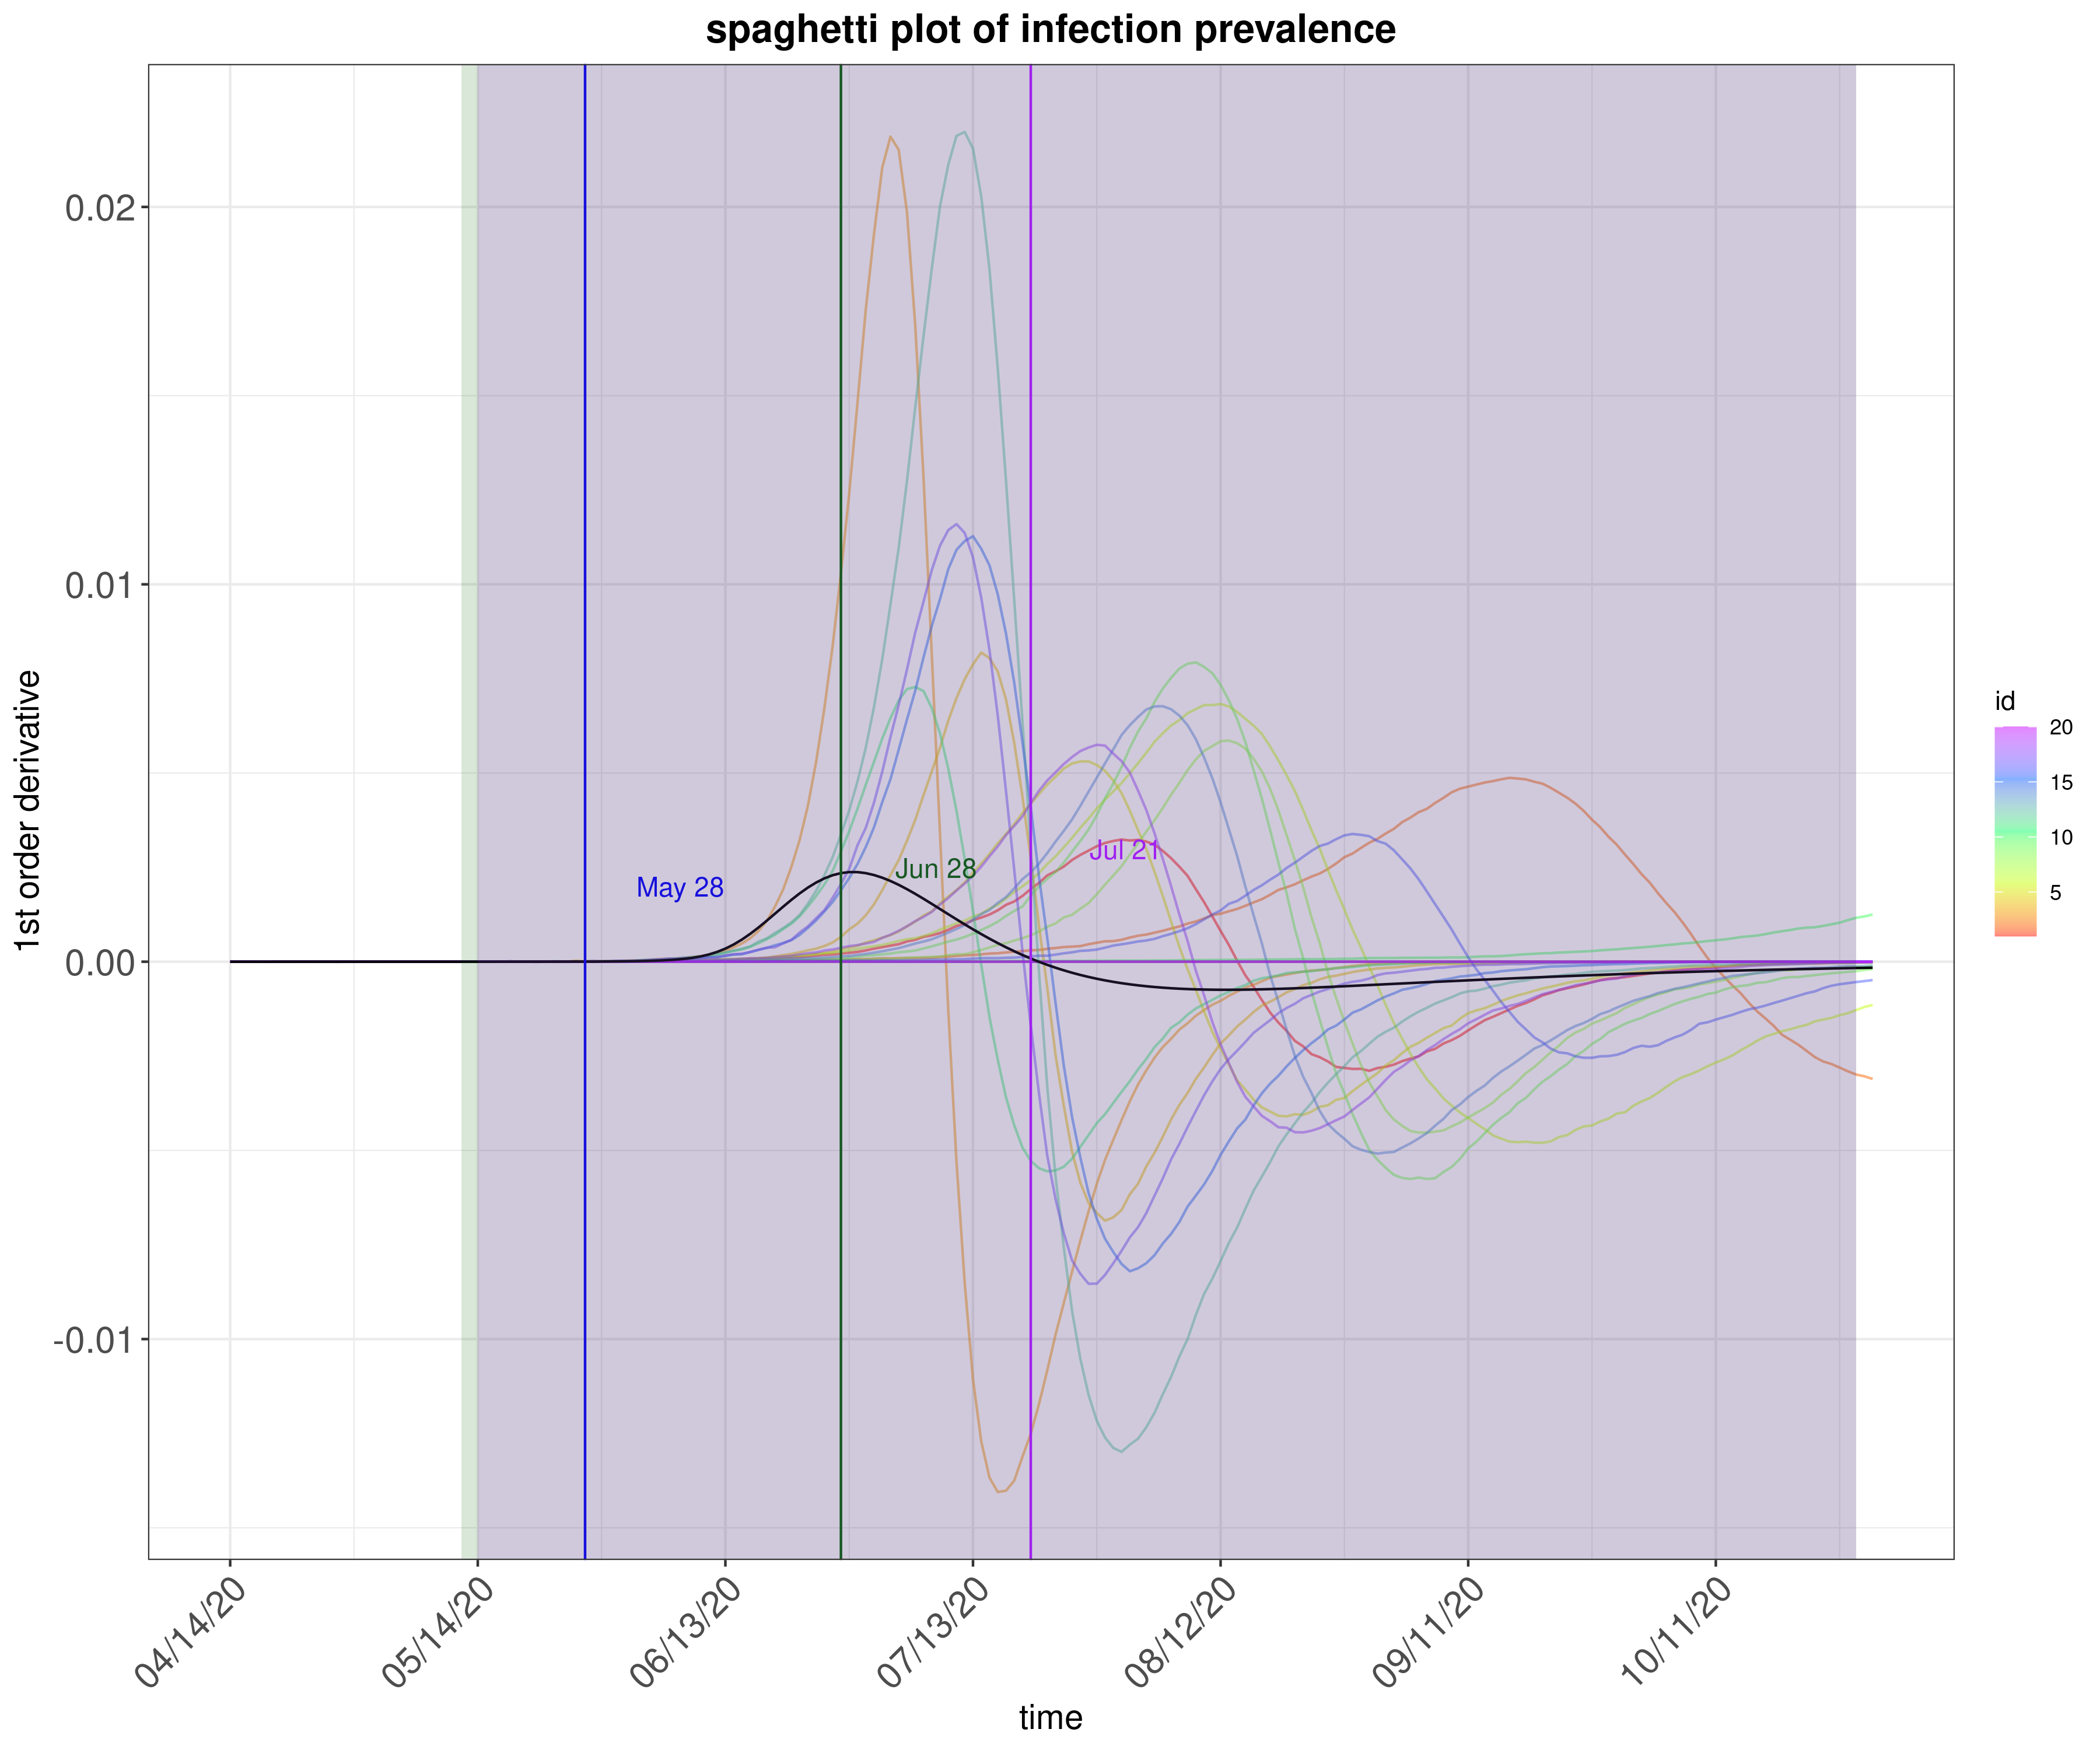 spaghetti plot of infection prevalence
1st order derivative
0.02
0.01
0.00
-0.01
May 28
Jun 28
Jul 21
04/14/20
05/14/20
06/13/20
07/13/20
08/12/20
09/11/20
10/11/20
time
id
20
15
10
5